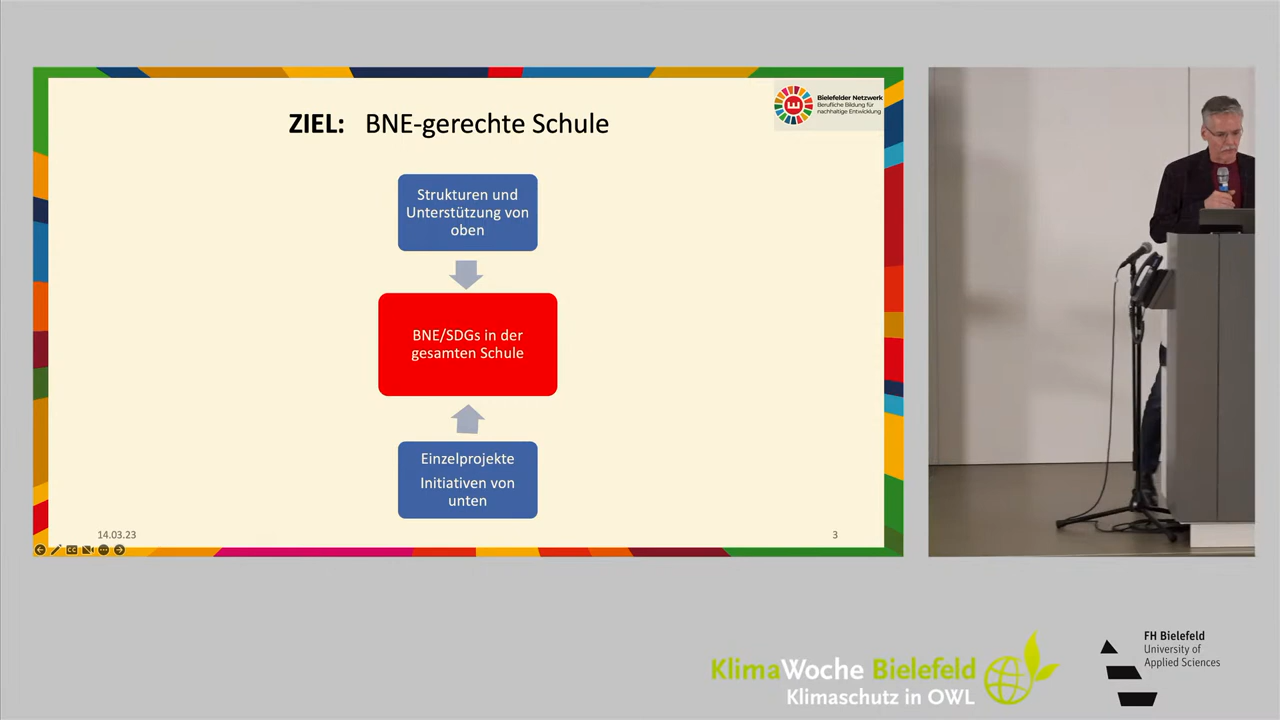 ZIEL: BNE-gerechte Schule
Bielefelder Netzwerk
Berufliche Bildung für
nachhaltige Entwicklung
Strukturen und
Unterstützung von
oben
BNE/SDGs in der
gesamten Schule
Einzelprojekte
Initiativen von
unten
14.03.23
3
KlimaWoche Bielefeld
Klimaschutz in OWL
FH Bielefeld
University of
Applied Sciences